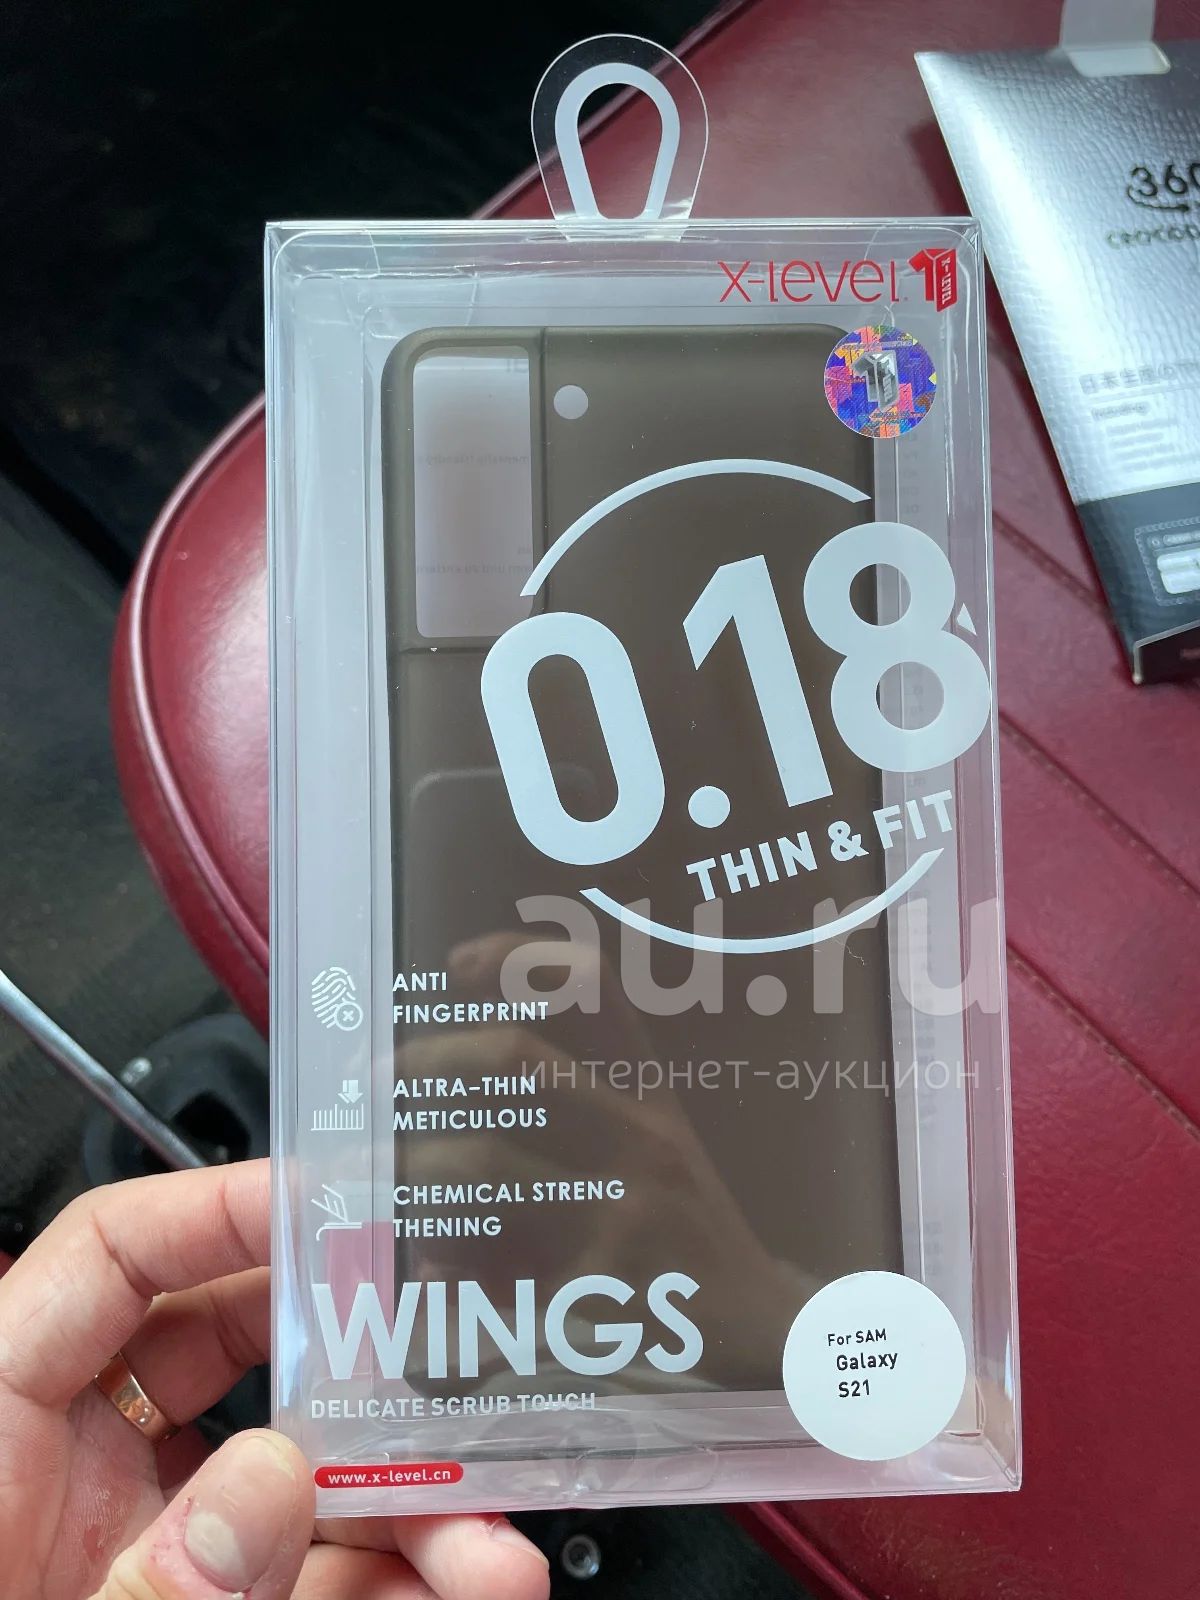 x-level.
X-LEVEL
0.18
THIN & FIT
au.ru
интернет-аукцион
ANTI
FINGERPRINT
ALTRA-THIN
METICULOUS
CHEMICAL STRENG
THENING
WINGS
DELICATE SCRUB TOUCH
www.x-level.cn
For SAM
Galaxy
S21
360